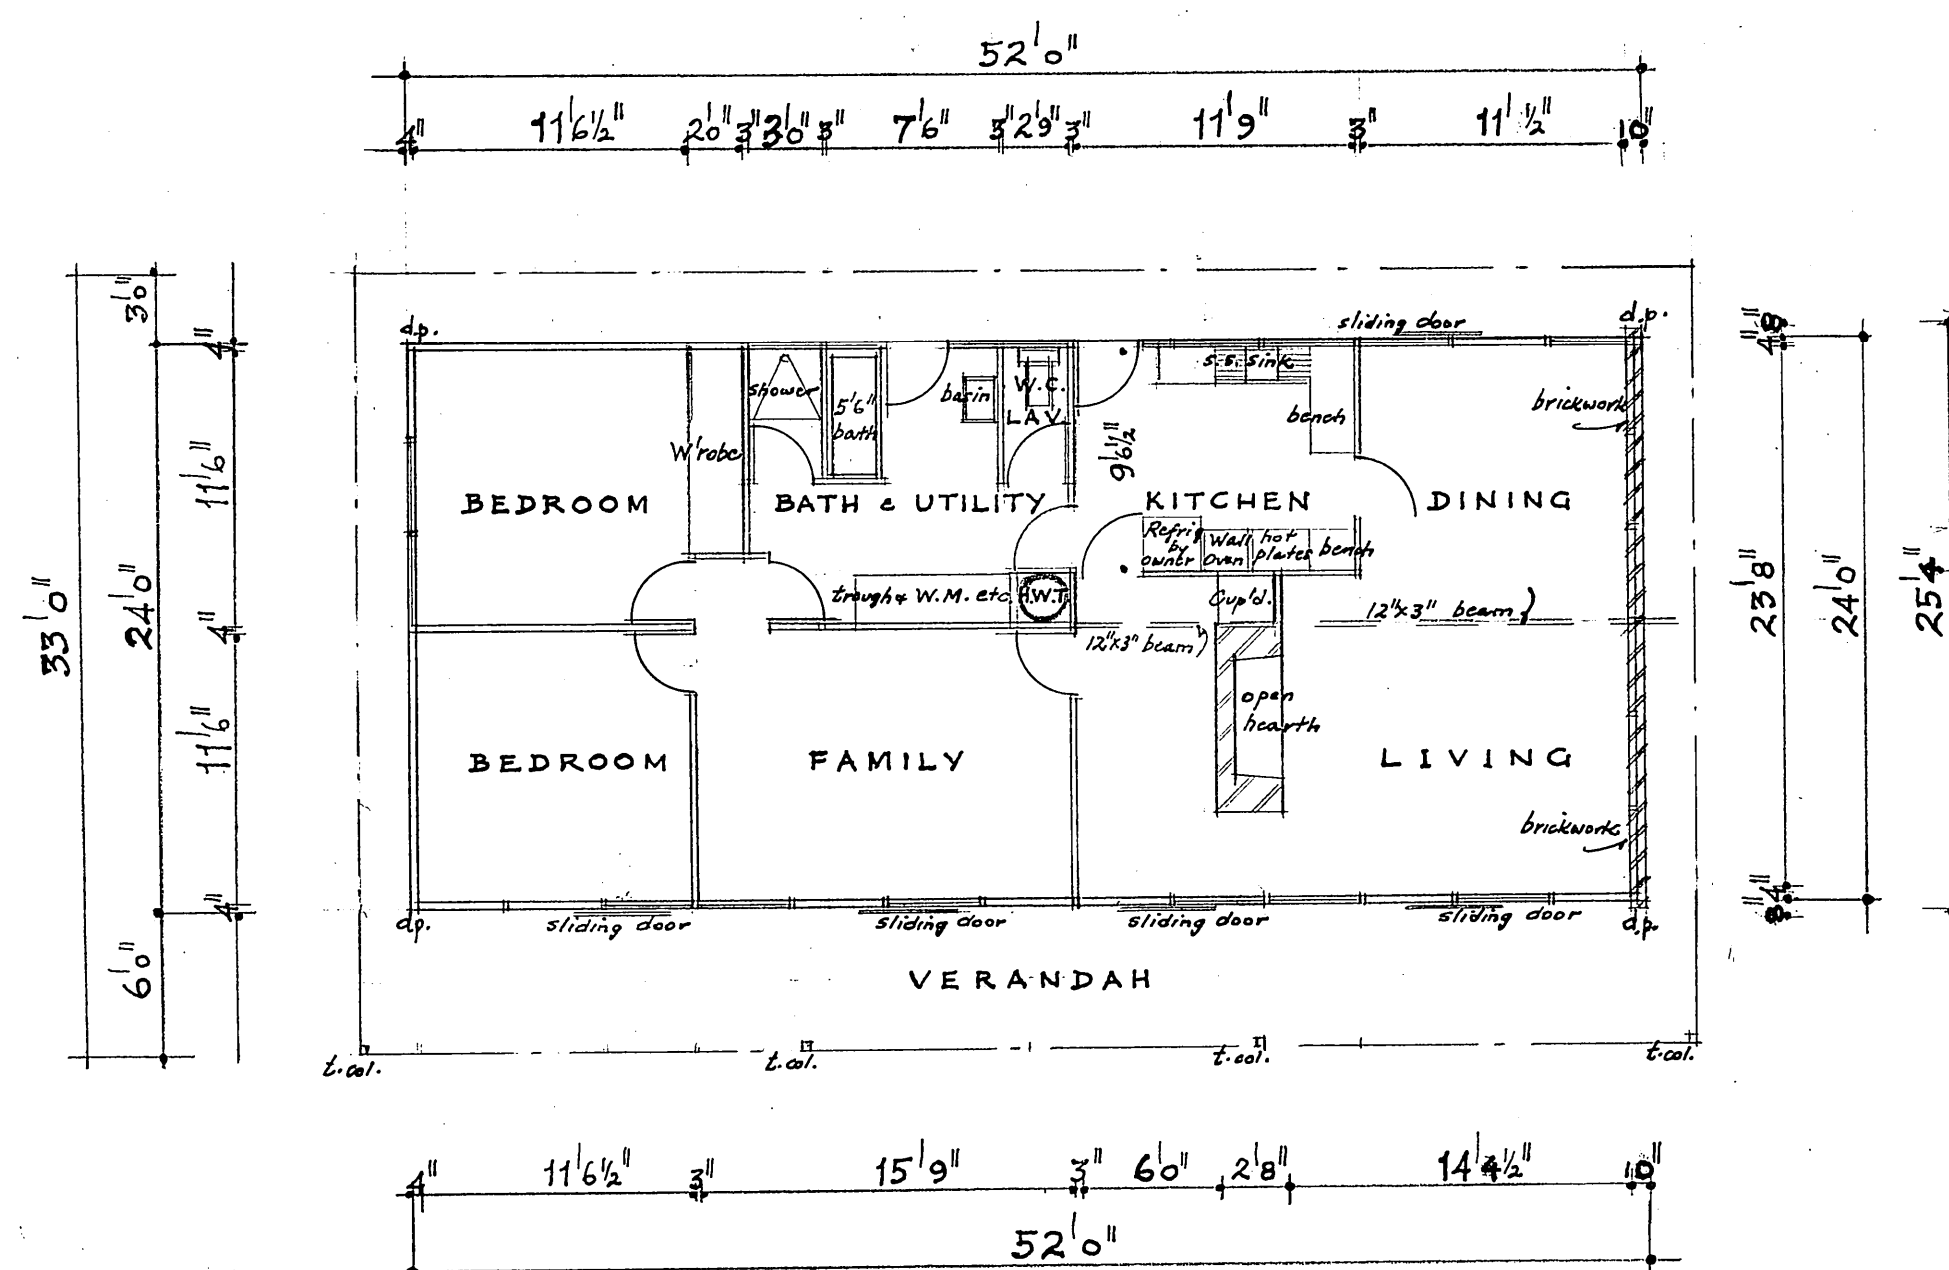 52'0"
4" 11'6½" 2'0" 3" 3'0" 3" 7'6" 3" 2'9" 3" 11'9" 3" 11'½" 10"
3'0"
4"
11'6"
4"
11'6"
4"
33'0"
24'0"
6'0"
d.p.
sliding door
d.p.
8"
4"
shower
5'6"
bath
basin
W.C.
LAV.
s.s. sink
bench
brickwork
W'robe
9'6½"
BEDROOM
BATH & UTILITY
KITCHEN
DINING
Refrig
by
owner
Wall
oven
hot
plates
bench
trough & W.M. etc.
H.W.T.
Cup'd.
12"x3" beam
12"x3" beam
23'8"
24'0"
25'4"
open
hearth
BEDROOM
FAMILY
LIVING
brickwork
4"
8"
d.p.
sliding door
sliding door
sliding door
sliding door
d.p.
VERANDAH
t.col.
t.col.
t.col.
t.col.
4" 11'6½" 3" 15'9" 3" 6'0" 2'8" 14'4½" 10"
52'0"